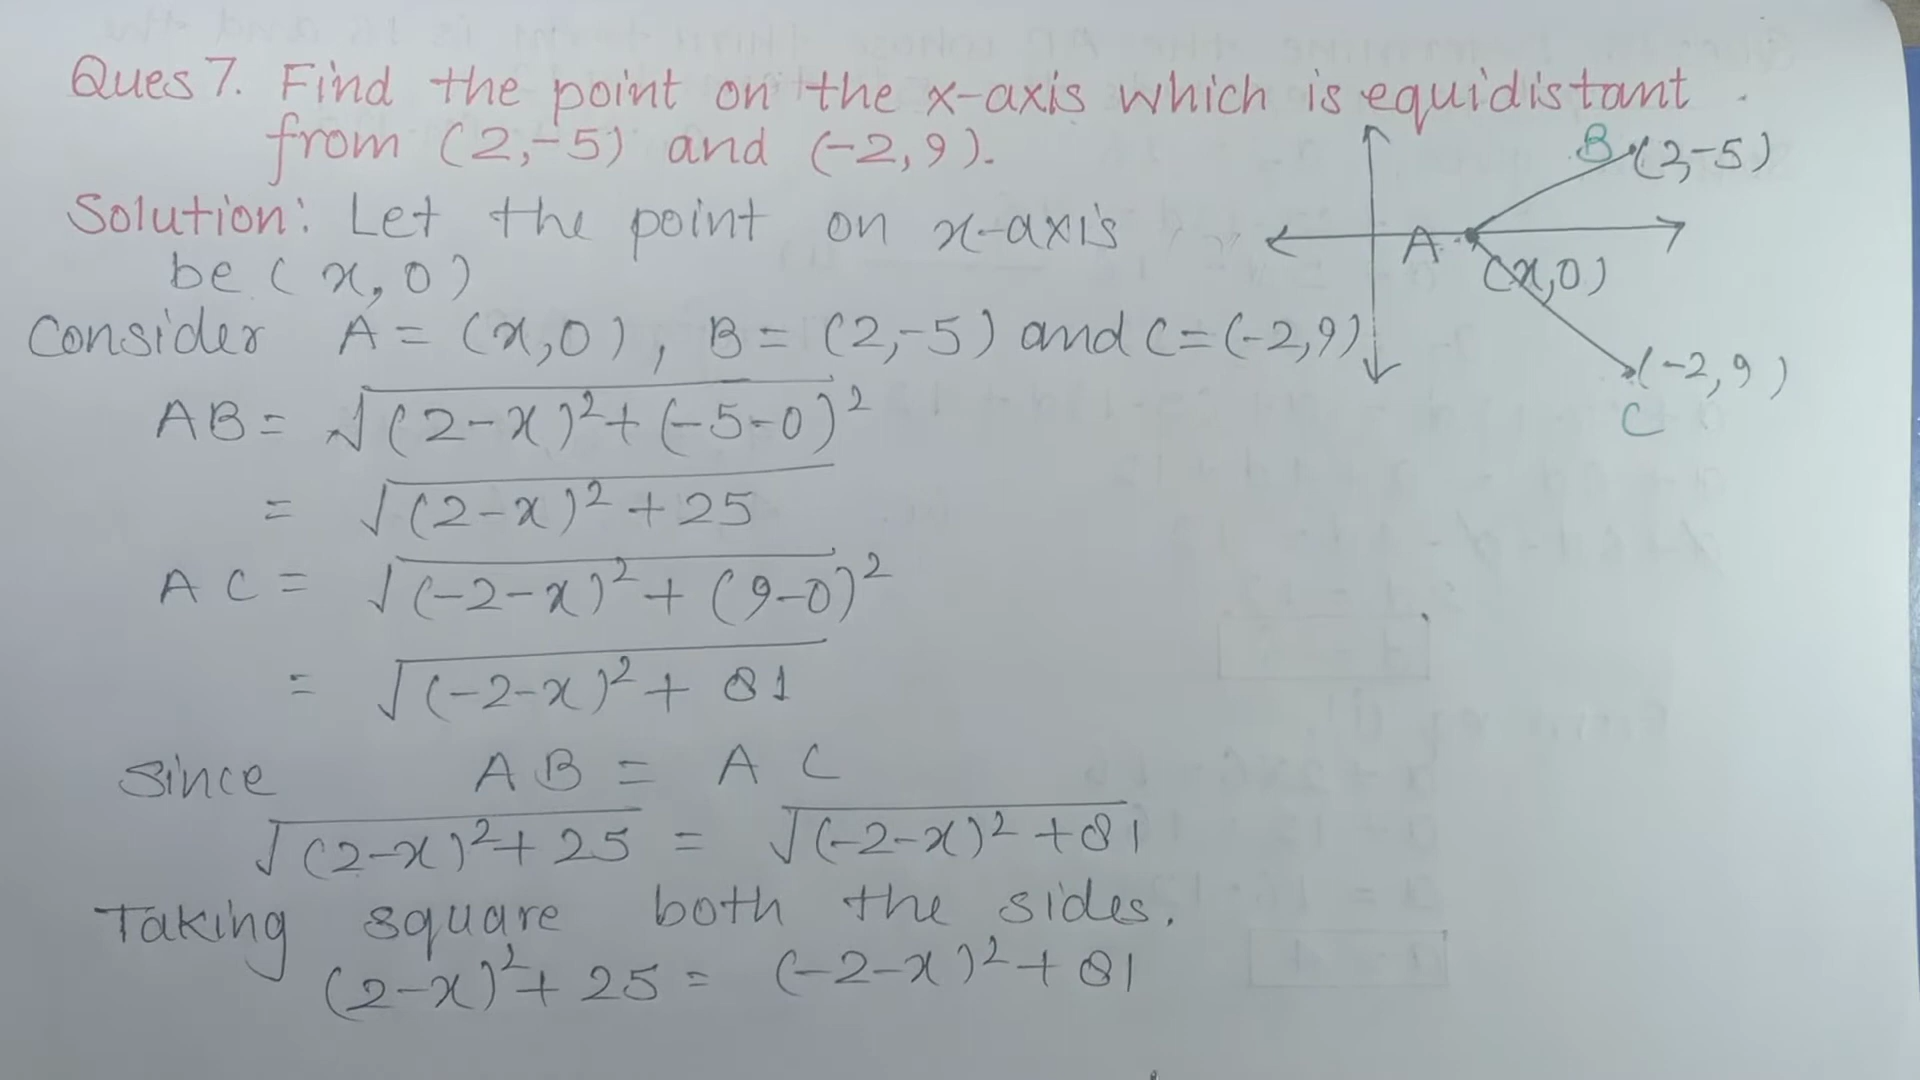 Ques 7. Find the point on the x-axis which is equidistant
from (2,-5) and (-2,9).
B (2,-5)
Solution: Let the point on x-axis
be (x,0)
A
(x,0)
Consider A = (x,0), B = (2,-5) and C = (-2,9)
(-2,9)
C
AB = √(2-x)²+(-5-0)²
= √(2-x)²+25
AC = √(-2-x)²+(9-0)²
= √(-2-x)²+ 81
Since AB = AC
√(2-x)²+25 = √(-2-x)²+81
Taking square both the sides.
(2-x)²+25 = (-2-x)²+81